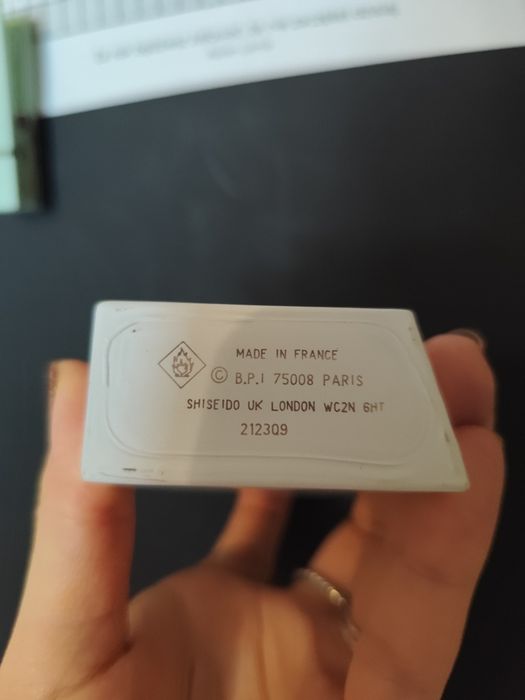 MADE IN FRANCE
© B.P.I 75008 PARIS
SHISEIDO UK LONDON WC2N 6HT
2123Q9